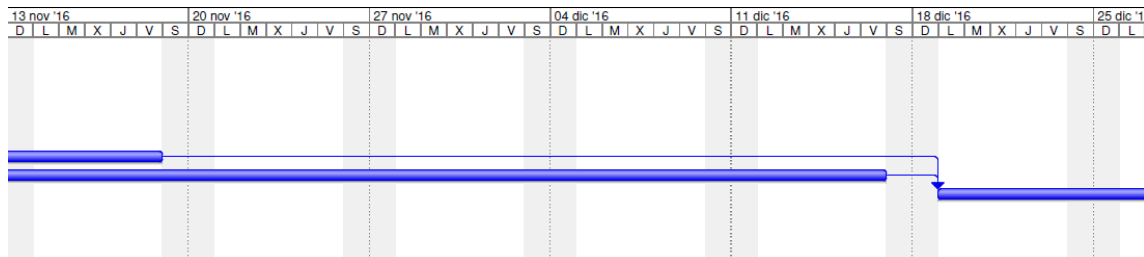 13 nov '16 20 nov '16 27 nov '16 04 dic '16 11 dic '16 18 dic '16 25 dic '1
D L M X J V S D L M X J V S D L M X J V S D L M X J V S D L M X J V S D L M X J V S D L